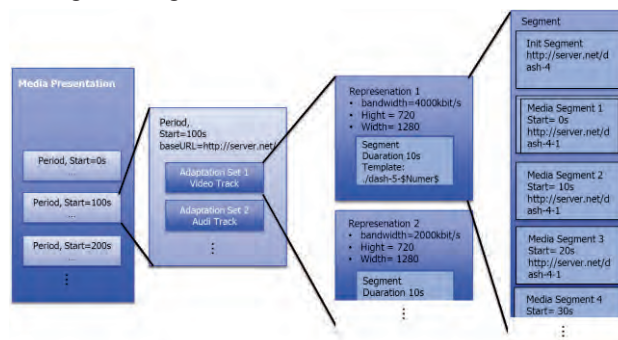 Media Presentation
Period, Start=0s
...
Period, Start=100s
...
Period, Start=200s
⋮
Period,
Start=100s
baseURL=http://server.net/
Adaptation Set 1
Video Track
Adaptation Set 2
Audi Track
⋮
Represenation 1
• bandwidth=4000kbit/s
• Hight = 720
• Width= 1280
Segment
Duaration 10s
Template:
./dash-5-$Numer$
Represenation 2
• bandwidth=2000kbit/s
• Hight = 720
• Width= 1280
Segment
Duaration 10s
⋮
Segment
Init Segment
http://server.net/d
ash-4
Media Segment 1
Start= 0s
http://server.net/d
ash-4-1
Media Segment 2
Start= 10s
http://server.net/d
ash-4-1
Media Segment 3
Start= 20s
http://server.net/d
ash-4-1
Media Segment 4
Start= 30s
⋮